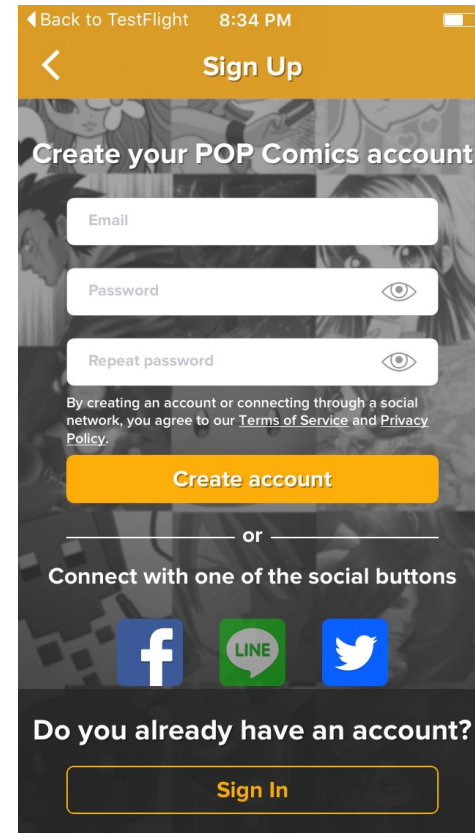 Back to TestFlight 8:34 PM
Sign Up
Create your POP Comics account
Email
Password
Repeat password
By creating an account or connecting through a social
network, you agree to our Terms of Service and Privacy
Policy.
Create account
or
Connect with one of the social buttons
f
LINE
Do you already have an account?
Sign In